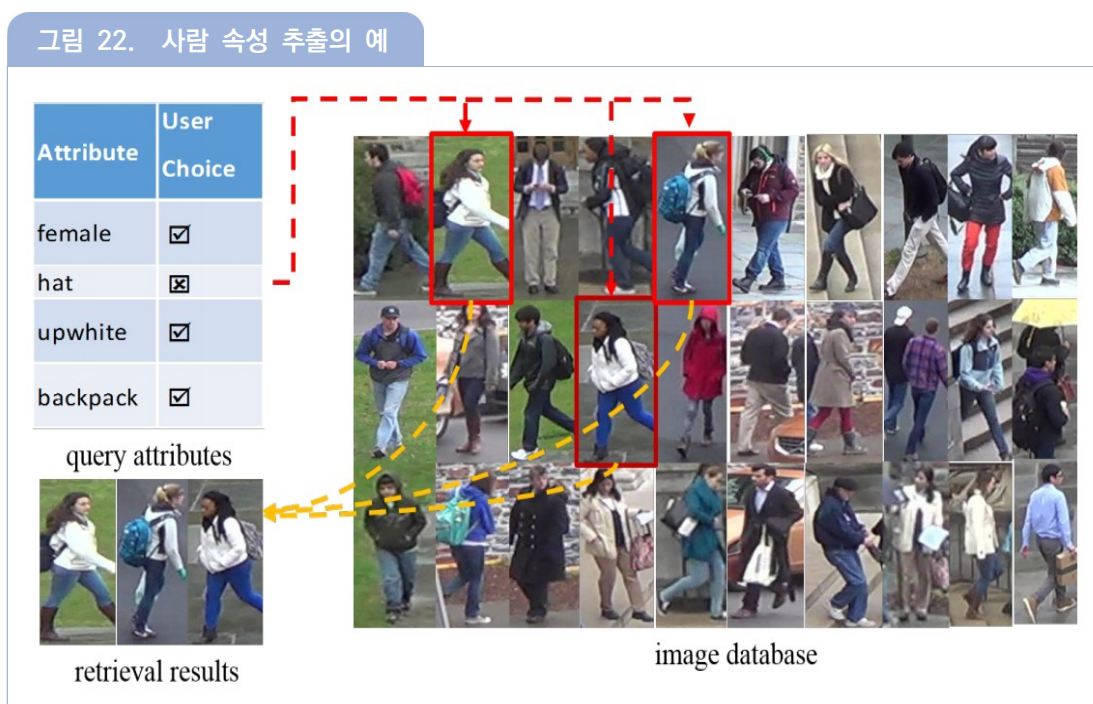 그림 22. 사람 속성 추출의 예
Attribute User Choice
female ☑
hat ☒
upwhite ☑
backpack ☑
query attributes
retrieval results
image database